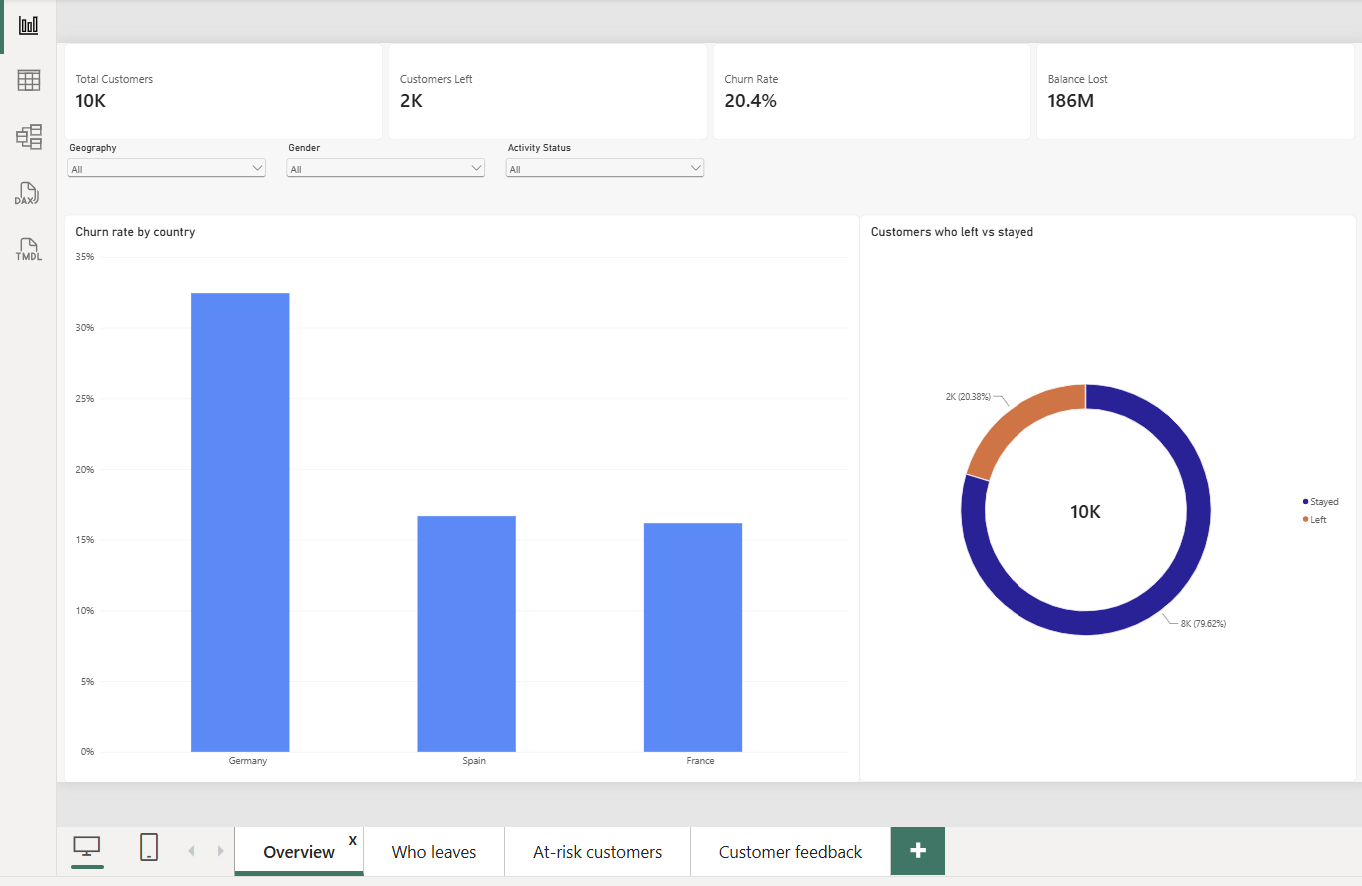 Total Customers
10K
Customers Left
2K
Churn Rate
20.4%
Balance Lost
186M
Geography
All
Gender
All
Activity Status
All
DAX
TMDL
Churn rate by country
35%
30%
25%
20%
15%
10%
5%
0%
Germany
Spain
France
Customers who left vs stayed
2K (20.38%)
10K
8K (79.62%)
Stayed
Left
Overview
X
Who leaves
At-risk customers
Customer feedback
+